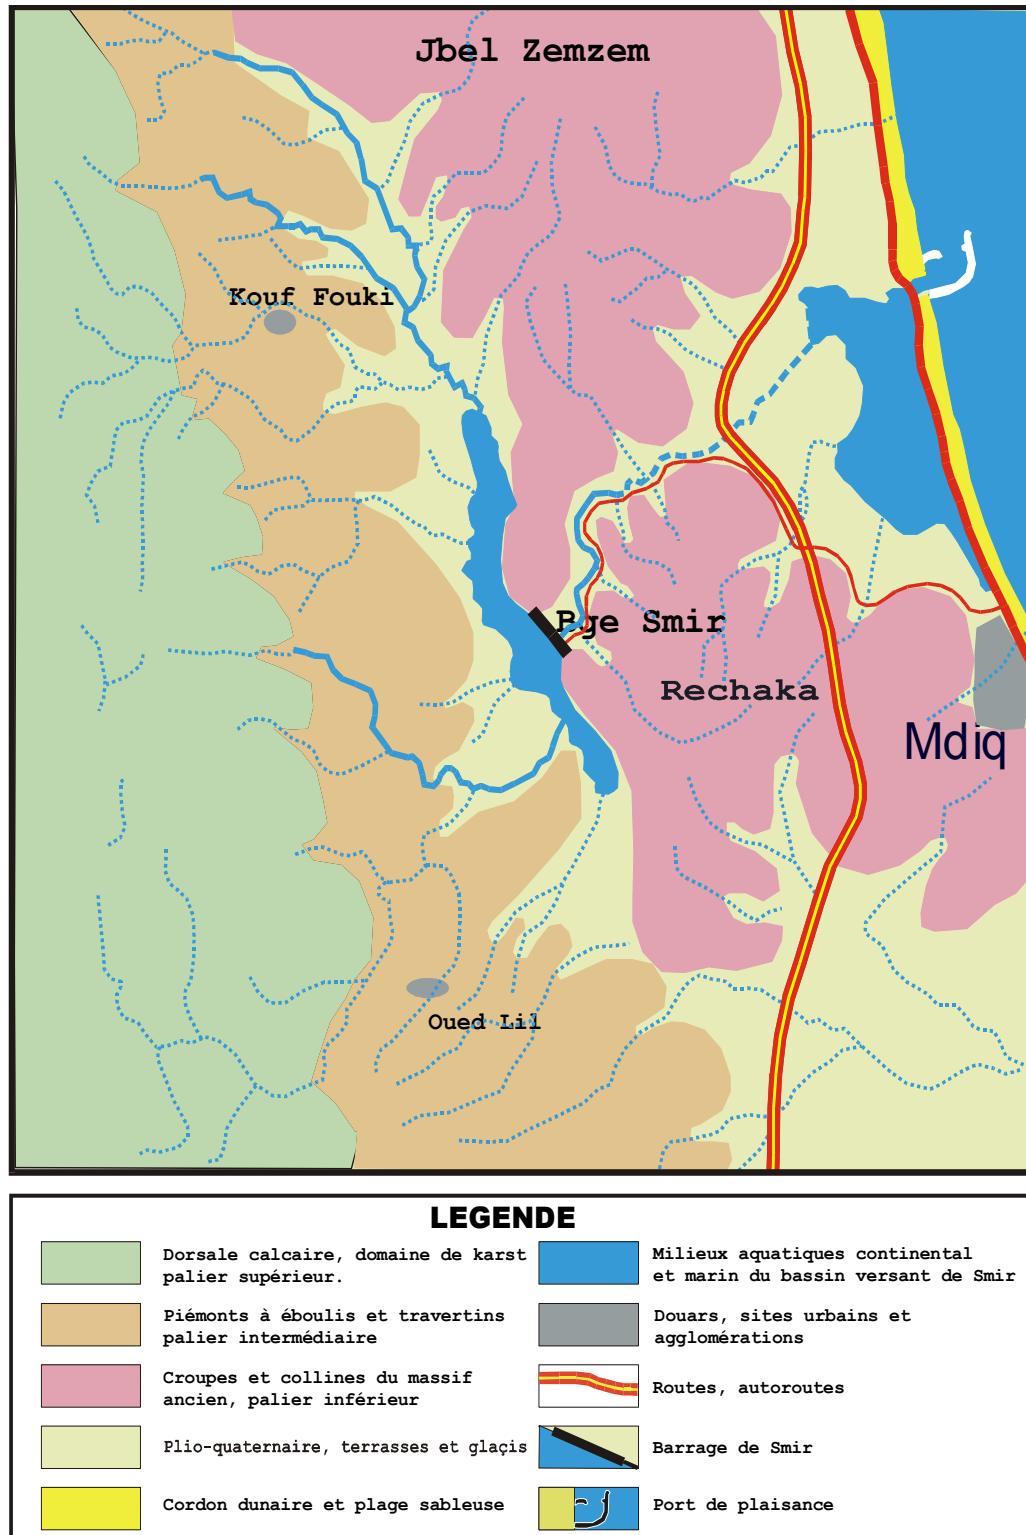 Jbel Zemzem
Kouf Fouki
Bge Smir
Rechaka
Mdiq
Oued Lil
LEGENDE
Dorsale calcaire, domaine de karst
palier supérieur.
Piémonts à éboulis et travertins
palier intermédiaire
Croupes et collines du massif
ancien, palier inférieur
Plio-quaternaire, terrasses et glaçis
Cordon dunaire et plage sableuse
Milieux aquatiques continental
et marin du bassin versant de Smir
Douars, sites urbains et
agglomérations
Routes, autoroutes
Barrage de Smir
Port de plaisance